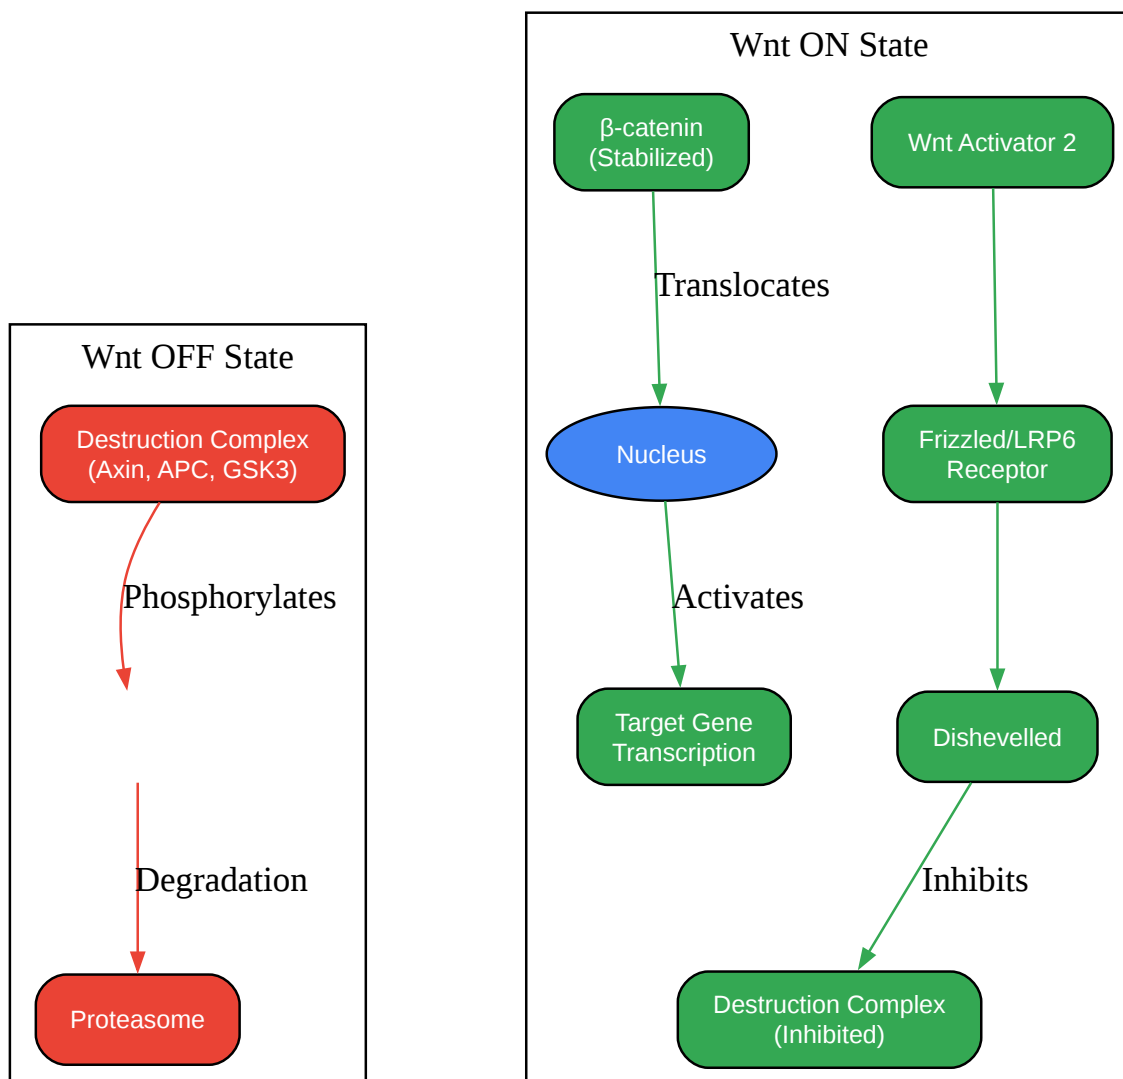 Wnt OFF State
Destruction Complex
(Axin, APC, GSK3)
Phosphorylates
Degradation
Proteasome
Wnt ON State
β-catenin
(Stabilized)
Translocates
Nucleus
Activates
Target Gene
Transcription
Wnt Activator 2
Frizzled/LRP6
Receptor
Dishevelled
Inhibits
Destruction Complex
(Inhibited)